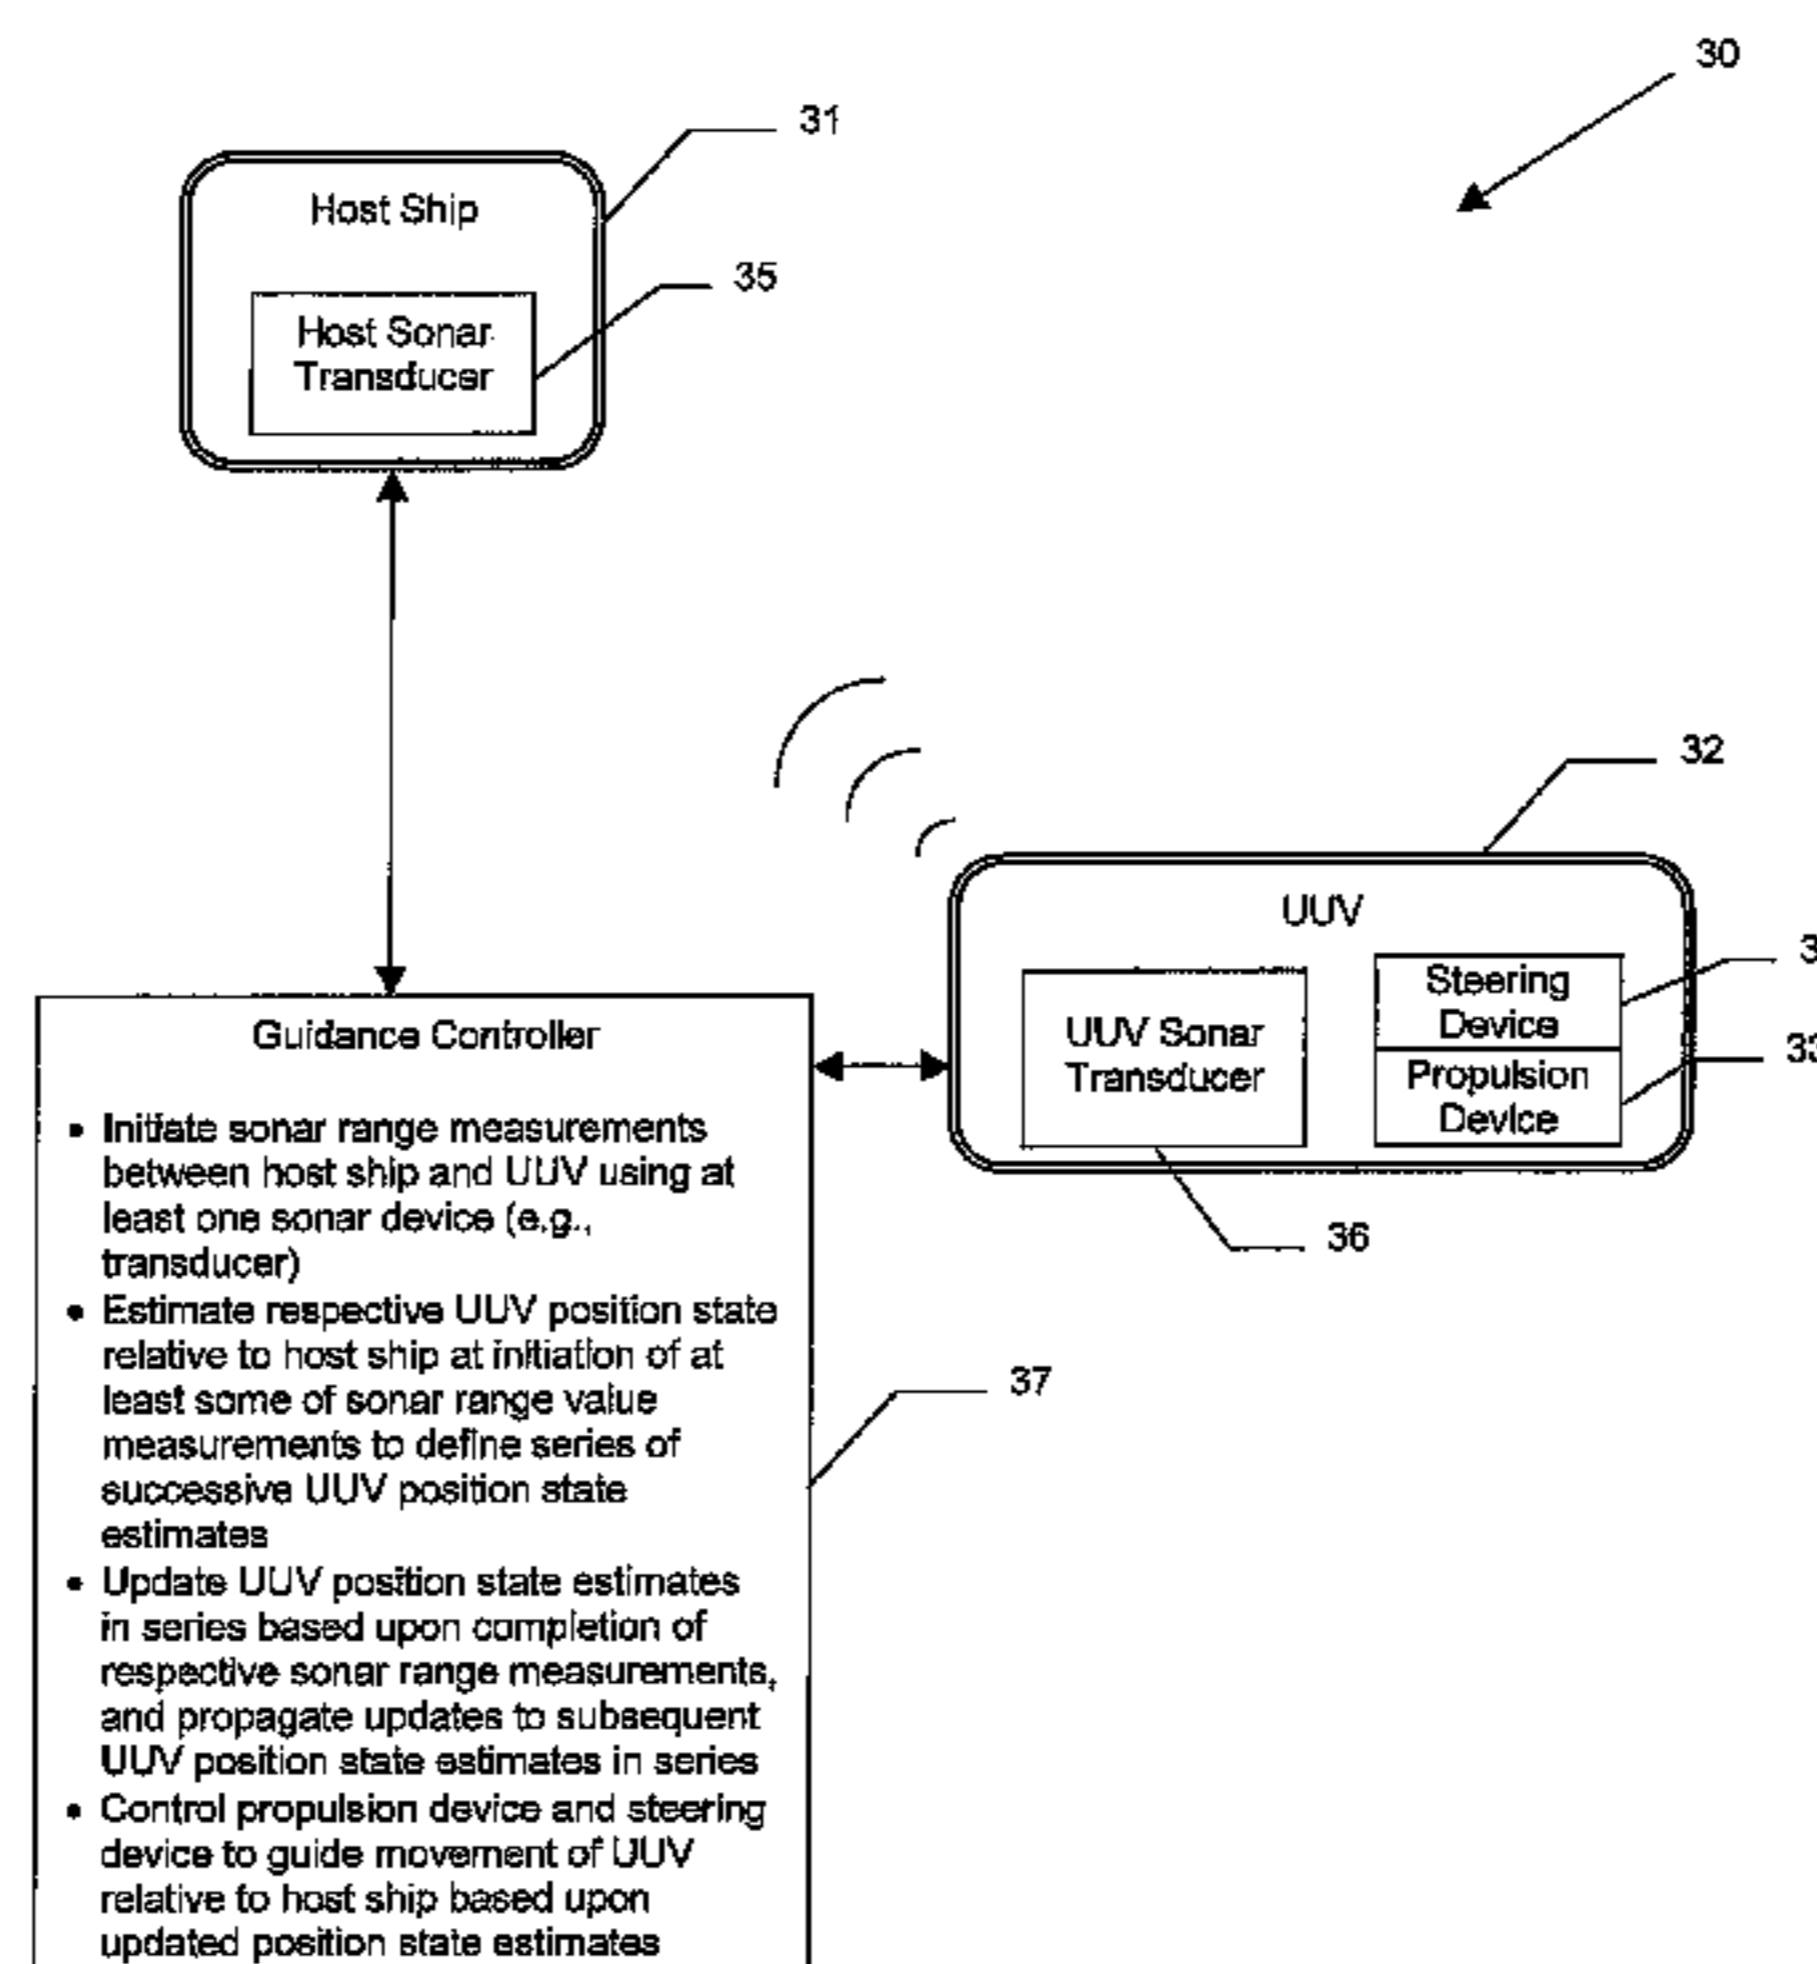 30
31
Host Ship
35
Host Sonar
Transducer
32
UUV
Steering
Device
33
UUV Sonar
Transducer
Propulsion
Device
36
Guidance Controller
• Initiate sonar range measurements
between host ship and UUV using at
least one sonar device (e.g.,
transducer)
• Estimate respective UUV position state
relative to host ship at initiation of at
least some of sonar range value
measurements to define series of
successive UUV position state
estimates
37
• Update UUV position state estimates
in series based upon completion of
respective sonar range measurements,
and propagate updates to subsequent
UUV position state estimates in series
• Control propulsion device and steering
device to guide movement of UUV
relative to host ship based upon
updated position state estimates